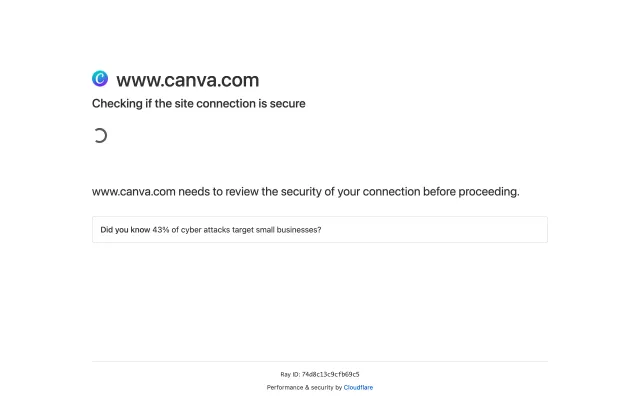 www.canva.com
Checking if the site connection is secure
www.canva.com needs to review the security of your connection before proceeding.
Did you know 43% of cyber attacks target small businesses?
Ray ID: 74d8c13c9cfb69c5
Performance & security by Cloudflare